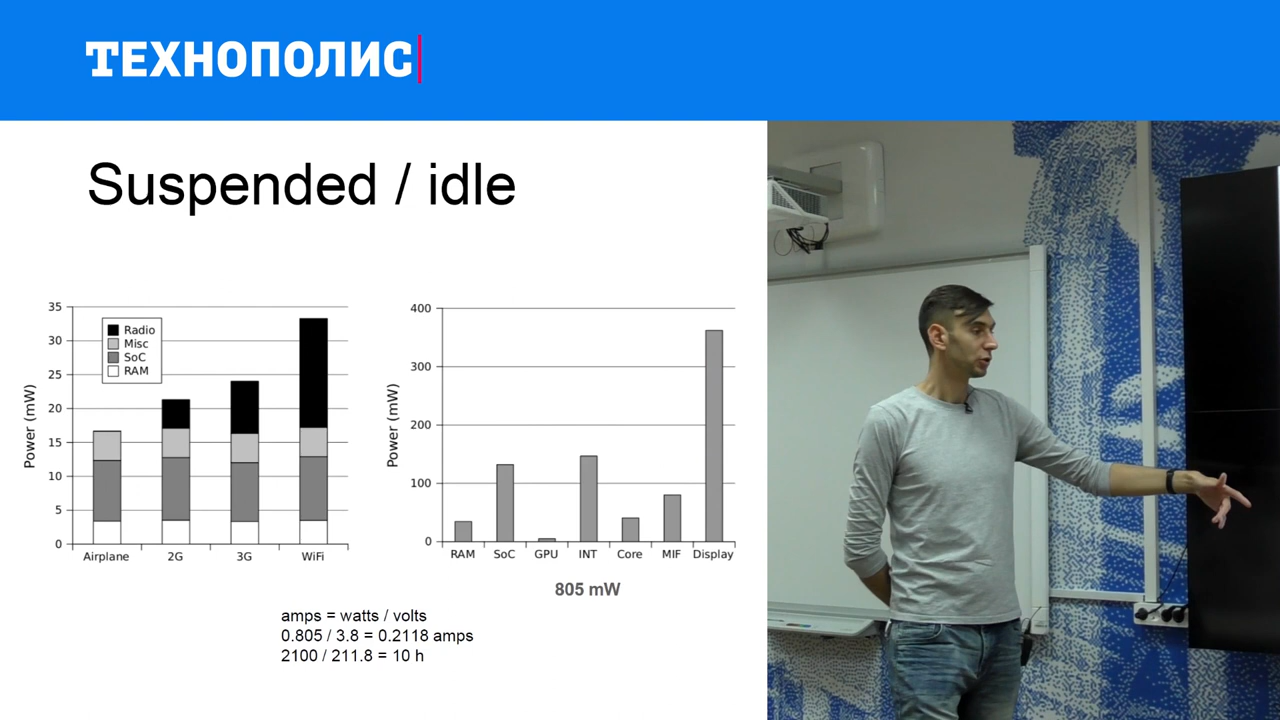 ТЕХНОПОЛИС
Suspended / idle
Power (mW)
35
30
25
20
15
10
5
0
Radio
Misc
SoC
RAM
Airplane 2G 3G WiFi
Power (mW)
400
300
200
100
0
RAM SoC GPU INT Core MIF Display
805 mW
amps = watts / volts
0.805 / 3.8 = 0.2118 amps
2100 / 211.8 = 10 h